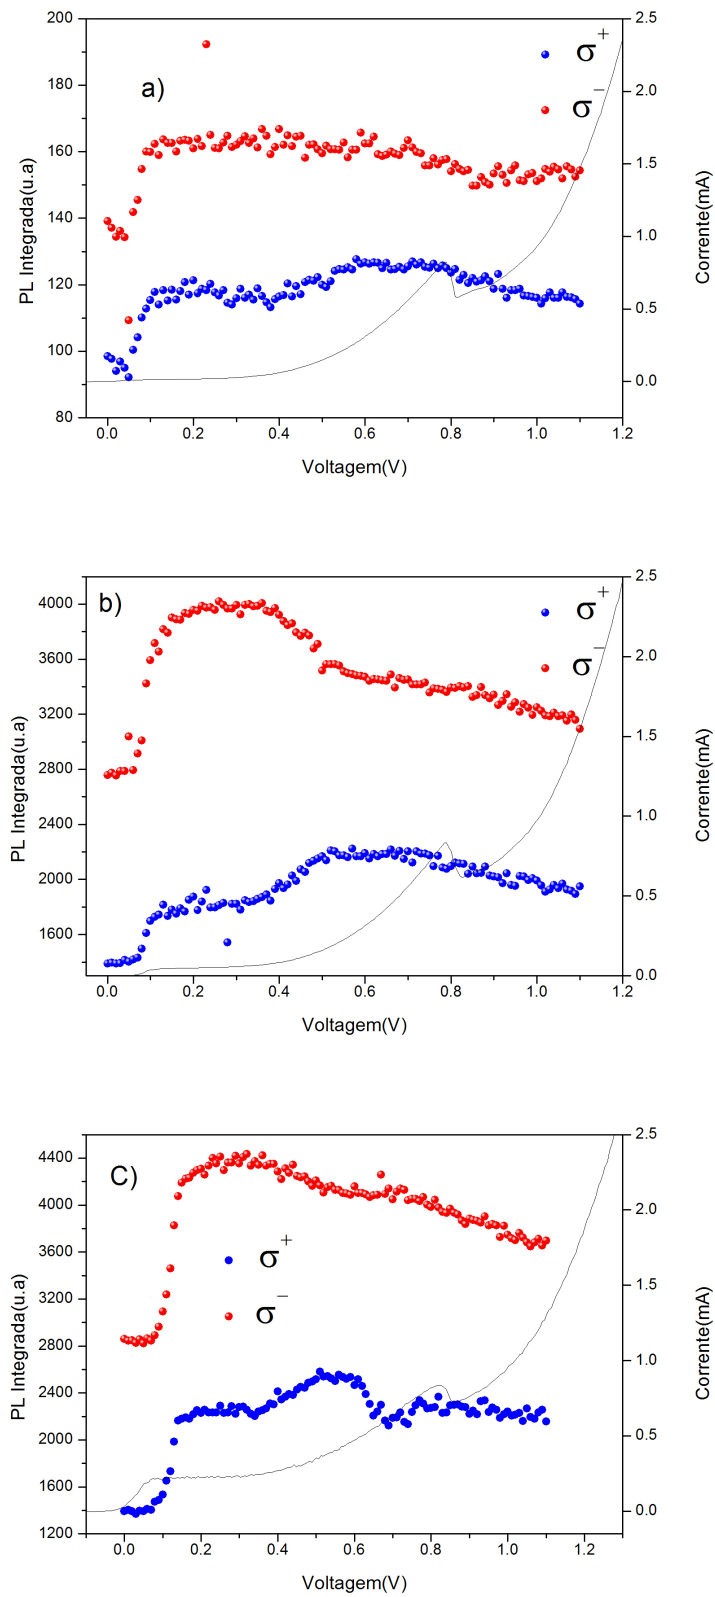 a)
σ+
σ−
200
180
160
140
120
100
80
2.5
2.0
1.5
1.0
0.5
0.0
0.0 0.2 0.4 0.6 0.8 1.0 1.2
PL Integrada(u.a)
Corrente(mA)
Voltagem(V)
b)
σ+
σ−
4000
3600
3200
2800
2200
2000
1600
2.5
2.0
1.5
1.0
0.5
0.0
0.0 0.2 0.4 0.6 0.8 1.0 1.2
PL Integrada(u.a)
Corrente(mA)
Voltagem(V)
C)
σ+
σ−
4400
4000
3600
3200
2800
2400
2000
1600
1200
2.5
2.0
1.5
1.0
0.5
0.0
0.0 0.2 0.4 0.6 0.8 1.0 1.2
PL Integrada(u.a)
Corrente(mA)
Voltagem(V)